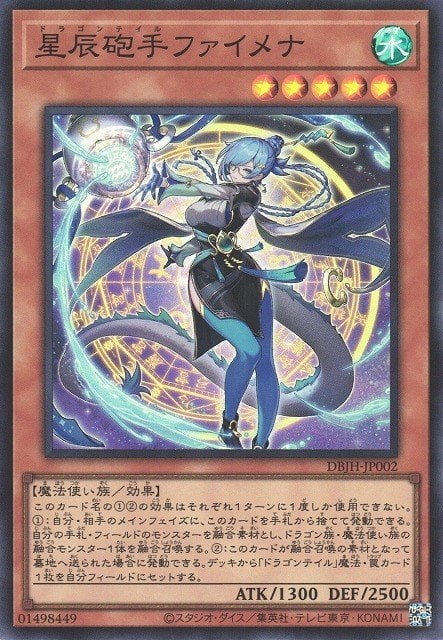 ドラゴンテイル
星辰砲手ファイメナ
水
DBJH-JP002
【魔法使い族／効果】
このカード名の①②の効果はそれぞれ1ターンに1度しか使用できない。
①：自分・相手のメインフェイズに、このカードを手札から捨てて発動できる。
自分の手札・フィールドのモンスターを融合素材とし、ドラゴン族・魔法使い族の
融合モンスター1体を融合召喚する。②：このカードが融合召喚の素材となって
墓地へ送られた場合に発動できる。デッキから「ドラゴンテイル」魔法・罠カード
1枚を自分フィールドにセットする。
ATK/1300 DEF/2500
01498449
©スタジオ・ダイス／集英社・テレビ東京・KONAMI